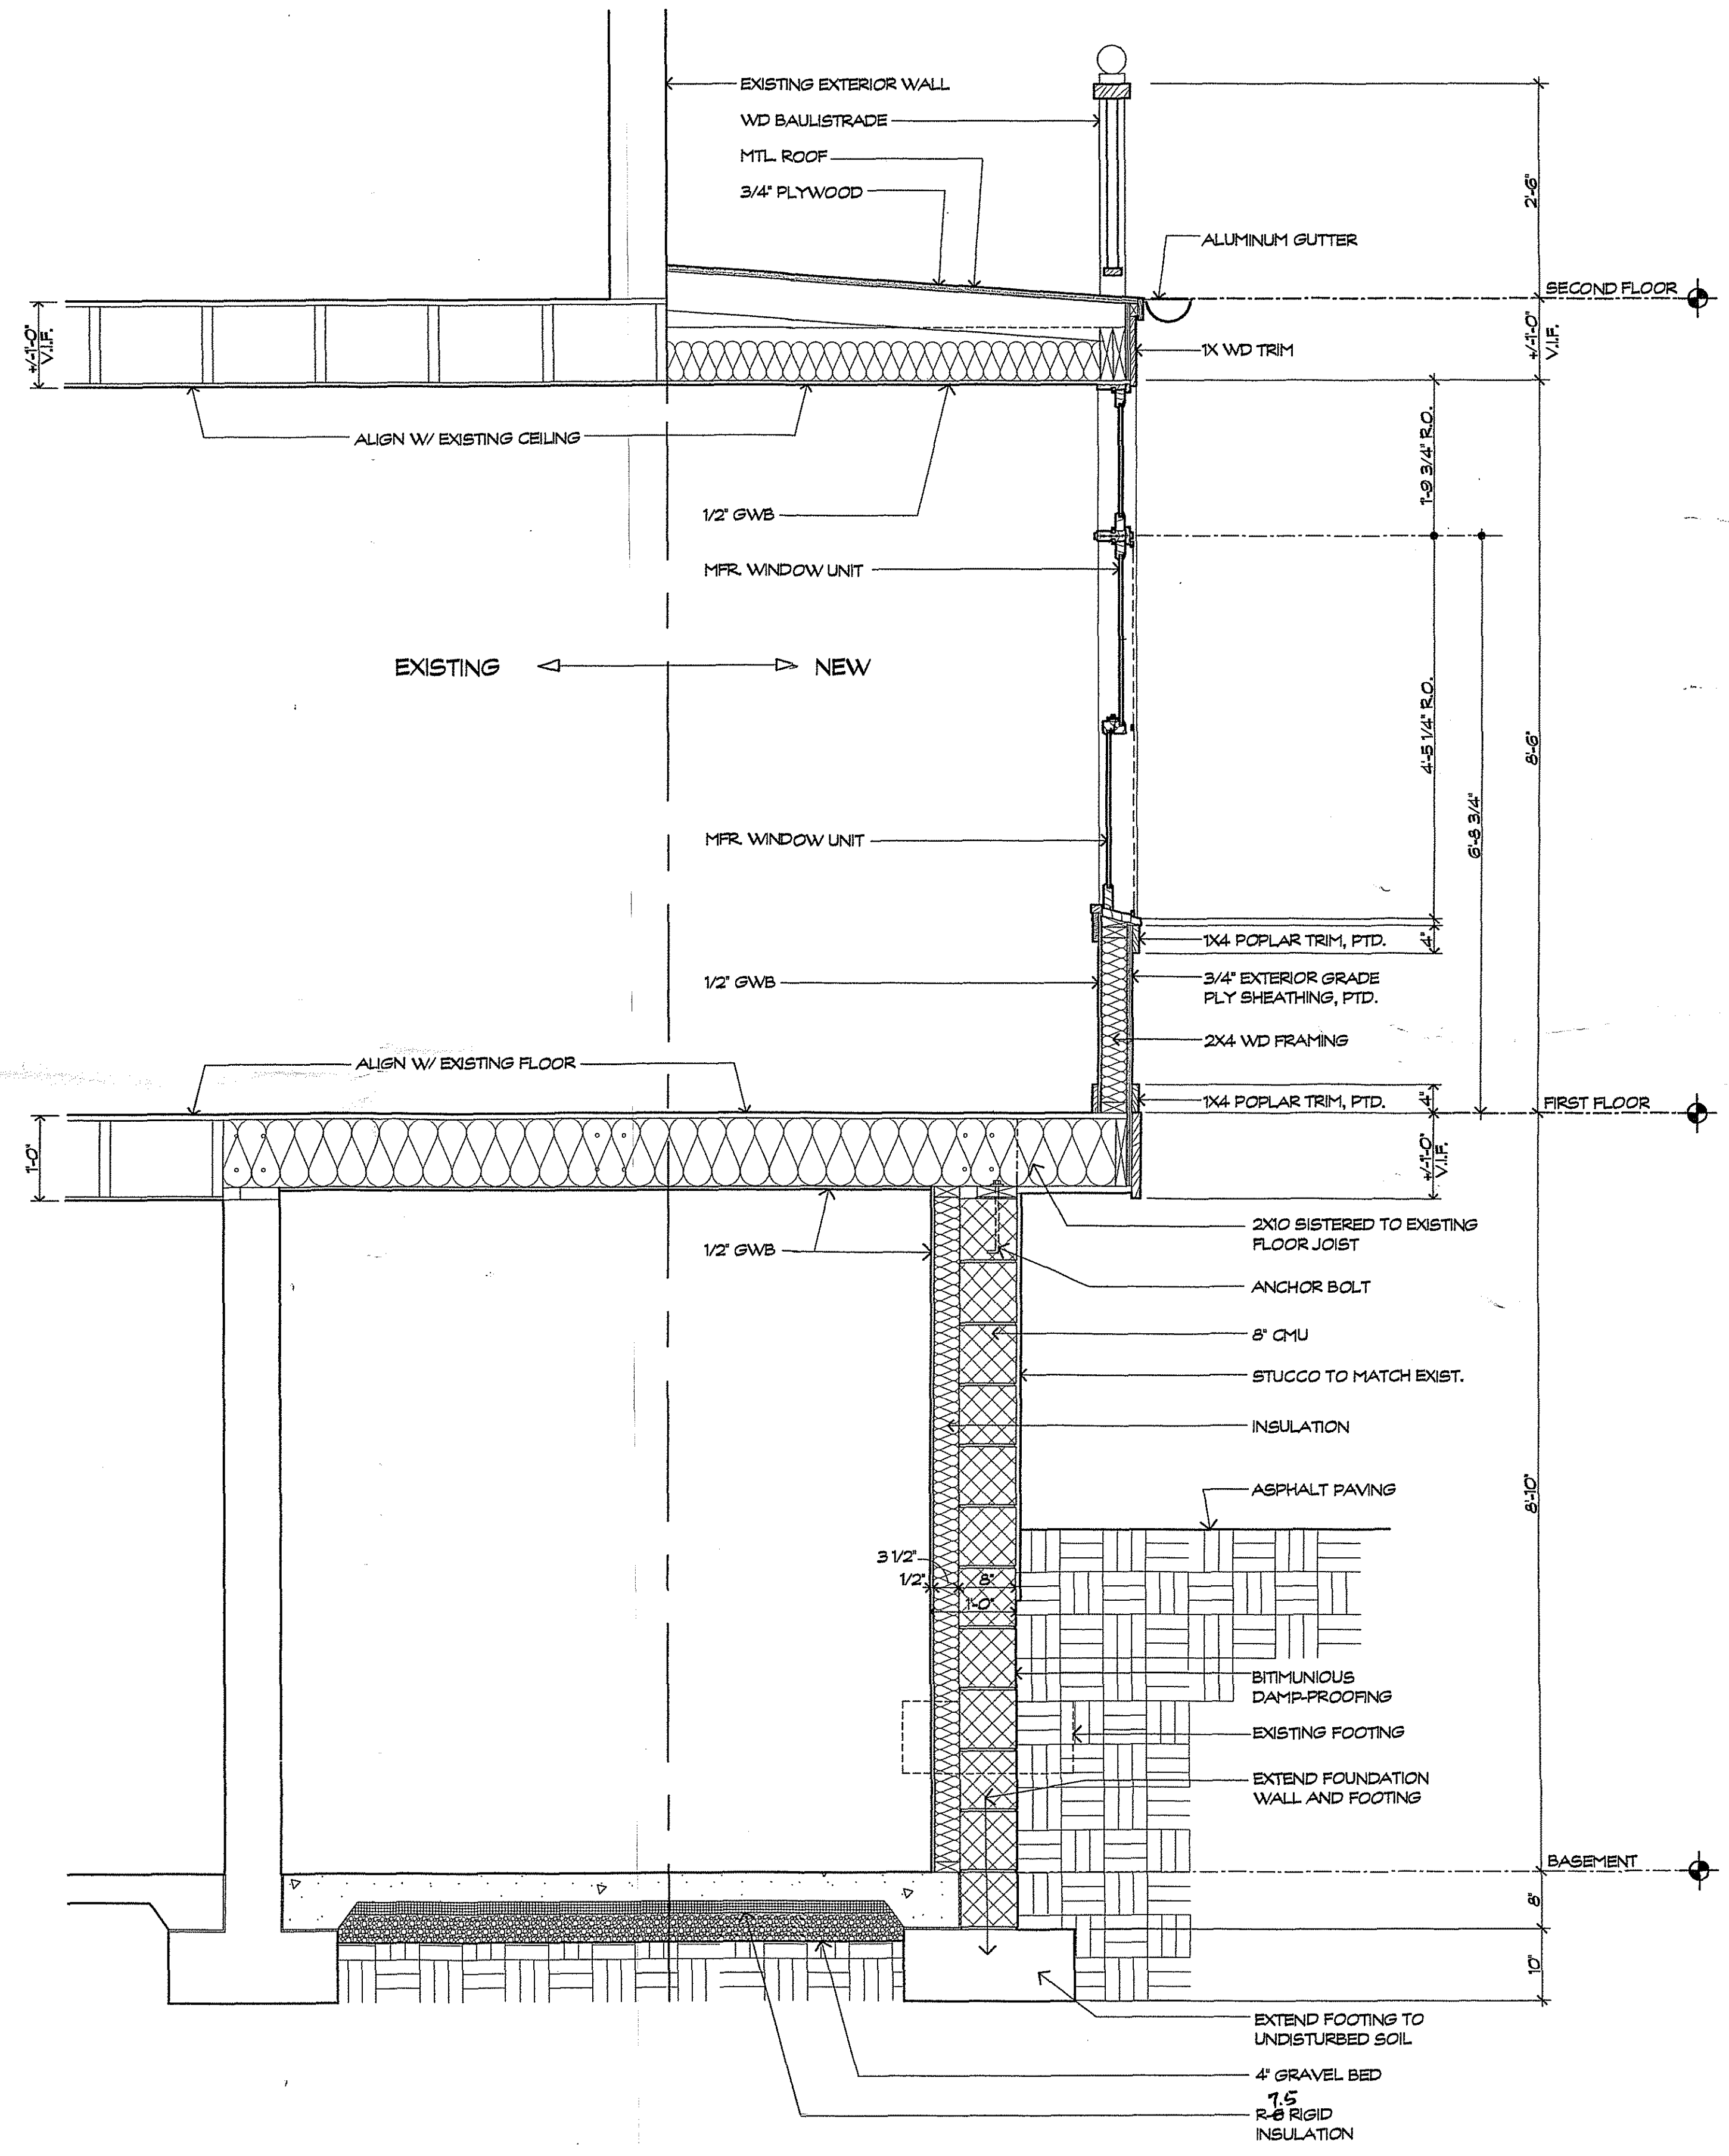 EXISTING EXTERIOR WALL
WD BAULISTRADE
MTL ROOF
3/4" PLYWOOD
2'-6"
ALUMINUM GUTTER
SECOND FLOOR
+/-1'-0"
V.I.F.
+/-1'-0"
V.I.F.
1X WD TRIM
ALIGN W/ EXISTING CEILING
1'-9 3/4" R.O.
1/2" GWB
MFR. WINDOW UNIT
EXISTING
NEW
4'-5 1/4" R.O.
8'-6"
6'-8 3/4"
MFR. WINDOW UNIT
1X4 POPLAR TRIM, PTD.
4"
1/2" GWB
3/4" EXTERIOR GRADE
PLY SHEATHING, PTD.
2X4 WD FRAMING
ALIGN W/ EXISTING FLOOR
1X4 POPLAR TRIM, PTD.
4"
FIRST FLOOR
1'-0"
+/-1'-0"
V.I.F.
2X10 SISTERED TO EXISTING
FLOOR JOIST
1/2" GWB
ANCHOR BOLT
8" CMU
STUCCO TO MATCH EXIST.
INSULATION
ASPHALT PAVING
8'-10"
3 1/2"
1/2"
8"
1'-0"
BITIMUNIOUS
DAMP-PROOFING
EXISTING FOOTING
EXTEND FOUNDATION
WALL AND FOOTING
BASEMENT
8"
10"
EXTEND FOOTING TO
UNDISTURBED SOIL
4" GRAVEL BED
7.5
R-8 RIGID
INSULATION